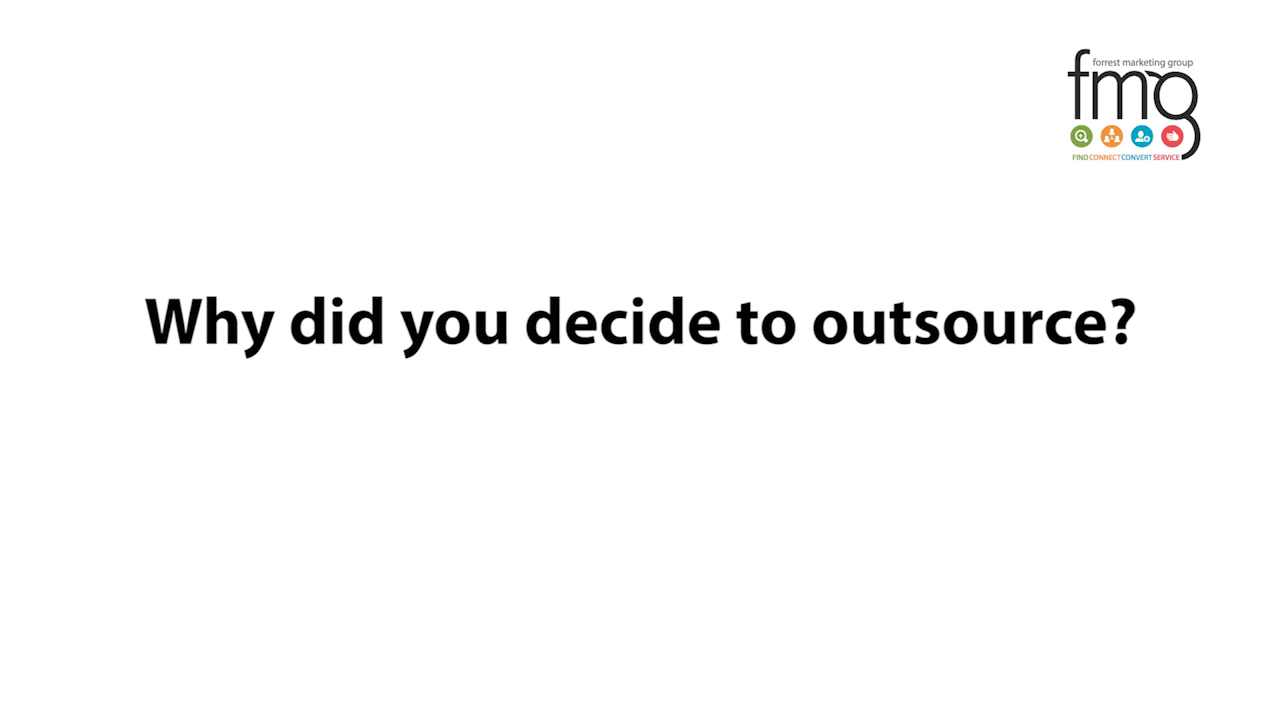 forrest marketing group
fmg
FIND CONNECT CONVERT SERVICE
Why did you decide to outsource?